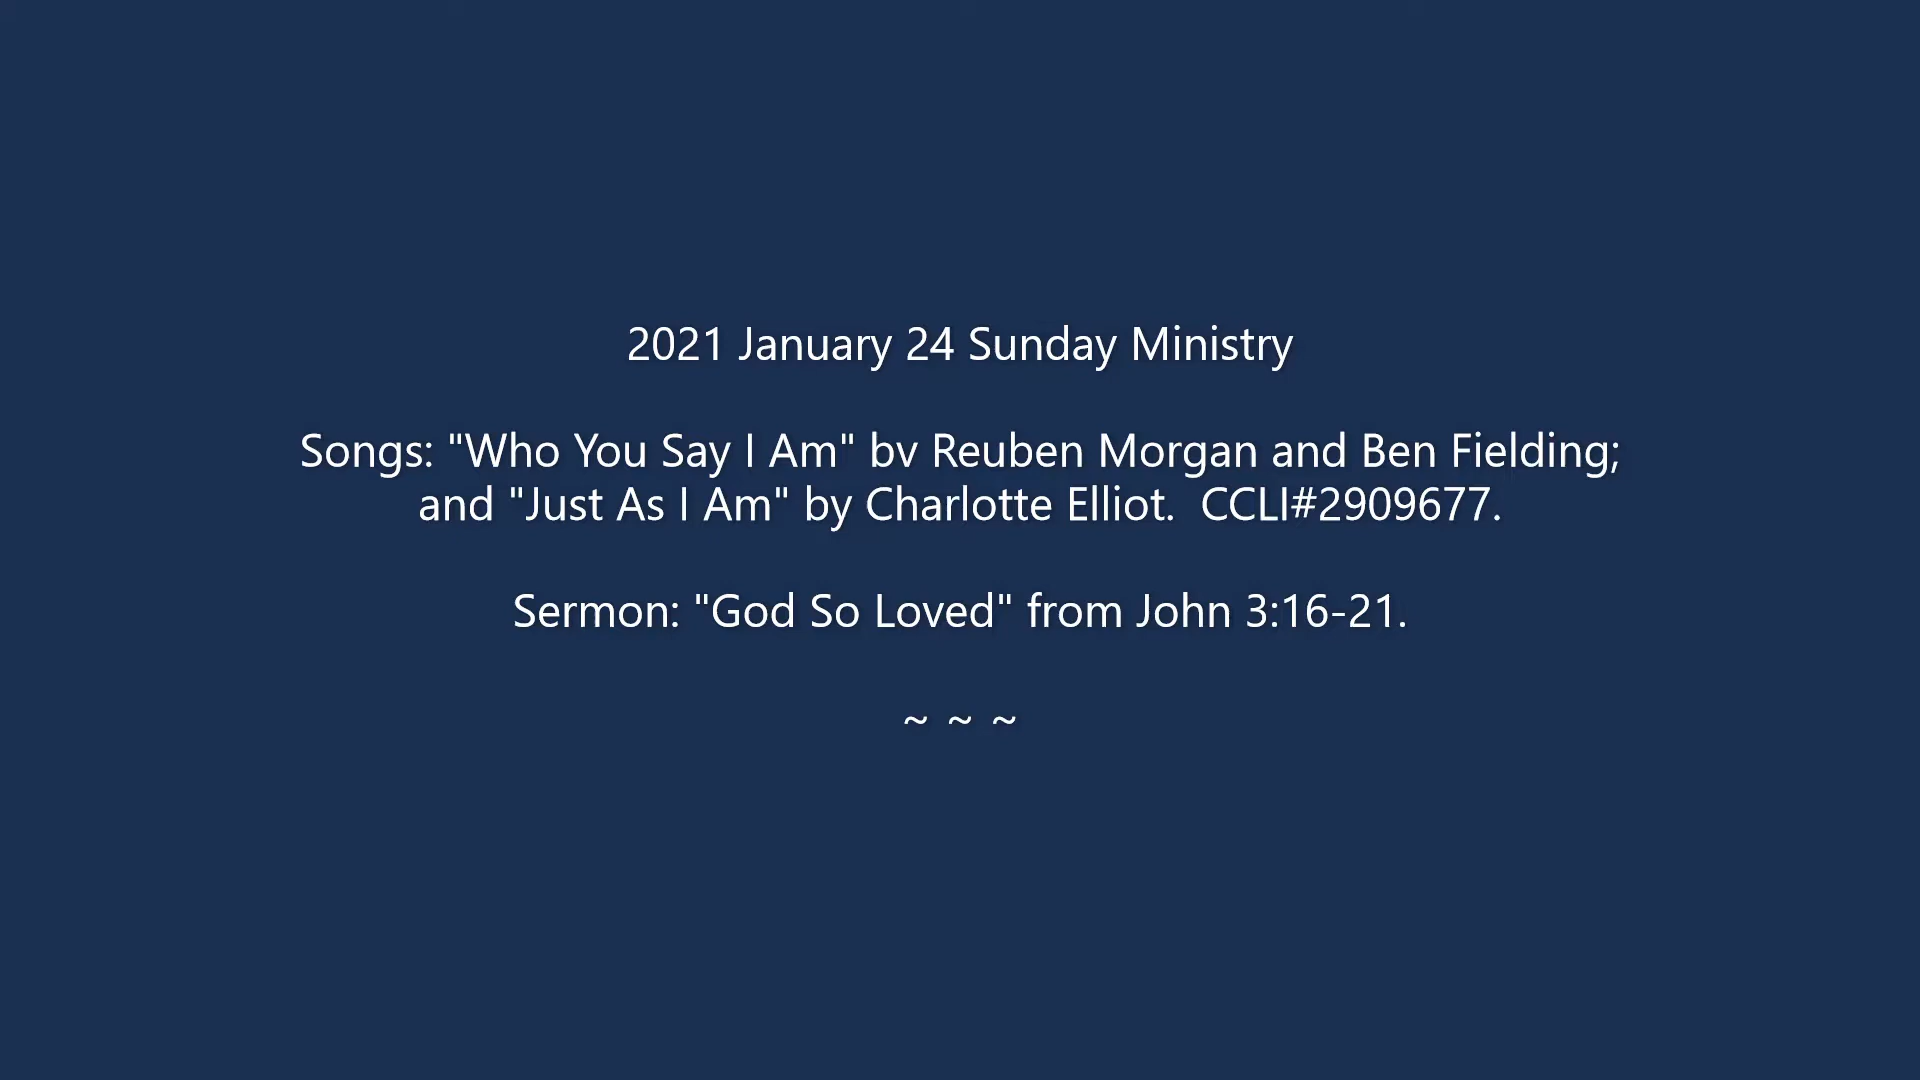 2021 January 24 Sunday Ministry
Songs: "Who You Say I Am" bv Reuben Morgan and Ben Fielding;
and "Just As I Am" by Charlotte Elliot.  CCLI#2909677.
Sermon: "God So Loved" from John 3:16-21.
~ ~ ~